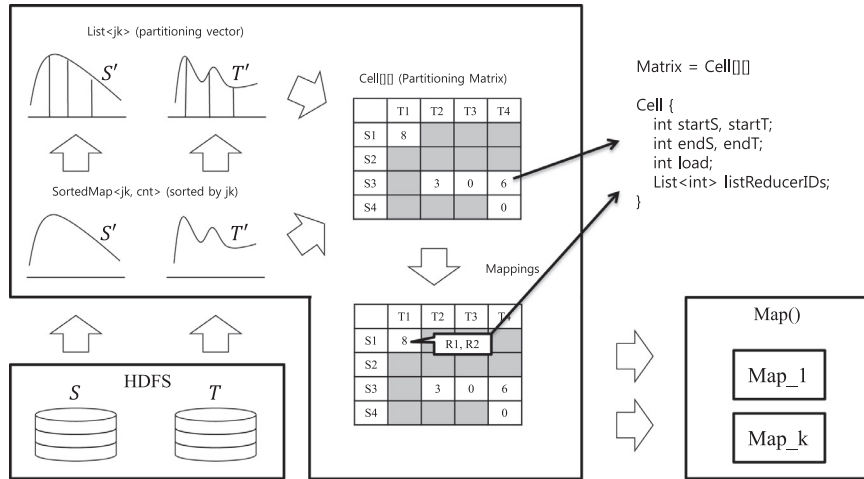 List<jk> (partitioning vector)
S′
T′
SortedMap<jk, cnt> (sorted by jk)
S′
T′
HDFS
S
T
Cell[][] (Partitioning Matrix)
T1 T2 T3 T4
S1 8
S2
S3 3 0 6
S4 0
Mappings
T1 T2 T3 T4
S1 8 R1, R2
S2
S3 3 0 6
S4 0
Matrix = Cell[][]
Cell {
int startS, startT;
int endS, endT;
int load;
List<int> listReducerIDs;
}
Map()
Map_1
Map_k